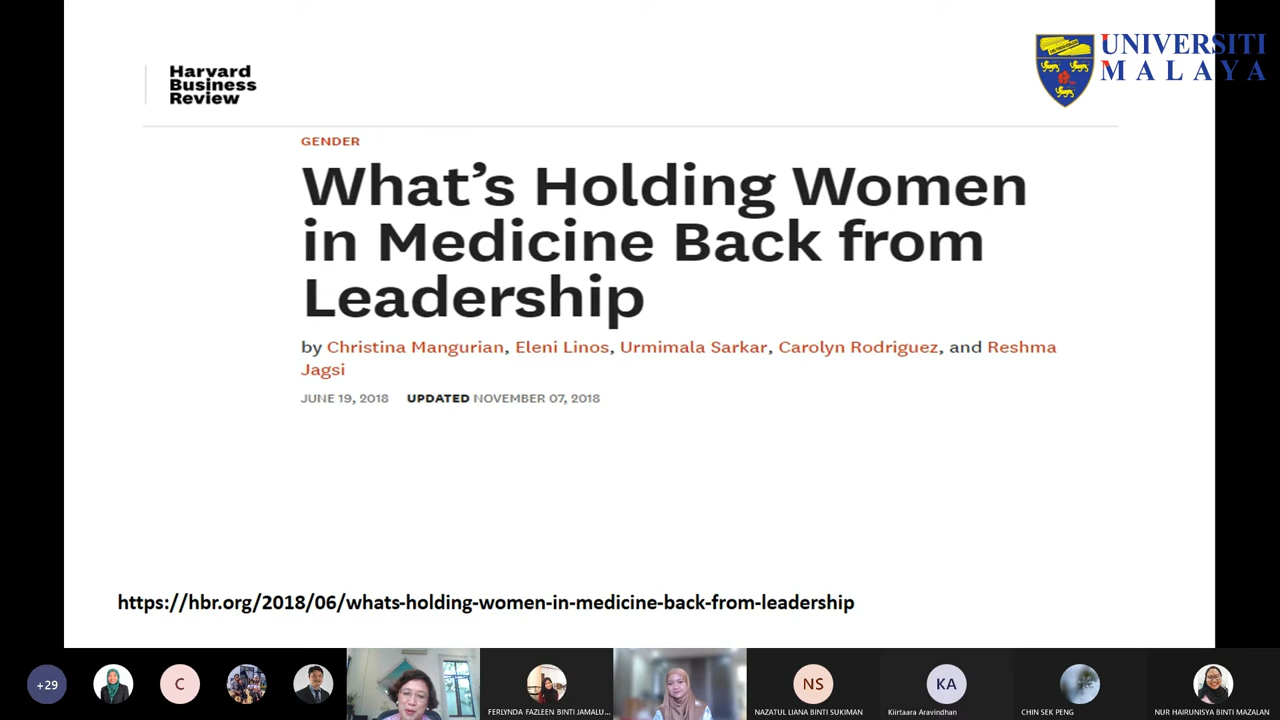 UNIVERSITI
MALAYA
Harvard
Business
Review
GENDER
What's Holding Women
in Medicine Back from
Leadership
by Christina Mangurian, Eleni Linos, Urmimala Sarkar, Carolyn Rodriguez, and Reshma
Jagsi
JUNE 19, 2018 UPDATED NOVEMBER 07, 2018
https://hbr.org/2018/06/whats-holding-women-in-medicine-back-from-leadership
+29
C
NS
KA
FERLYNDA FAZLEEN BINTI JAMALU...
NAZATUL LIANA BINTI SUKIMAN
Kiirtaara Aravindhan
CHIN SEK PENG
NUR HAIRUNISYA BINTI MAZALAN